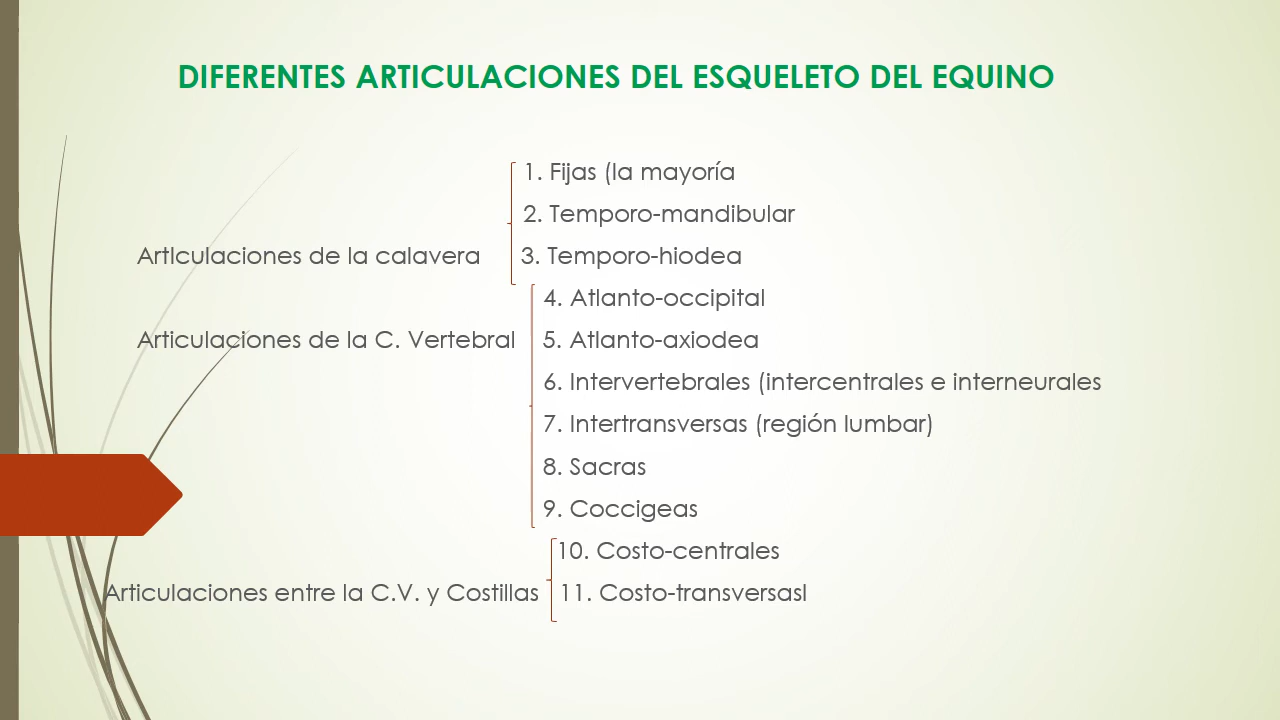 DIFERENTES ARTICULACIONES DEL ESQUELETO DEL EQUINO
1. Fijas (la mayoría
2. Temporo-mandibular
Artlculaciones de la calavera 3. Temporo-hiodea
4. Atlanto-occipital
Articulaciones de la C. Vertebral 5. Atlanto-axiodea
6. Intervertebrales (intercentrales e interneurales
7. Intertransversas (región lumbar)
8. Sacras
9. Coccigeas
10. Costo-centrales
Articulaciones entre la C.V. y Costillas 11. Costo-transversasl